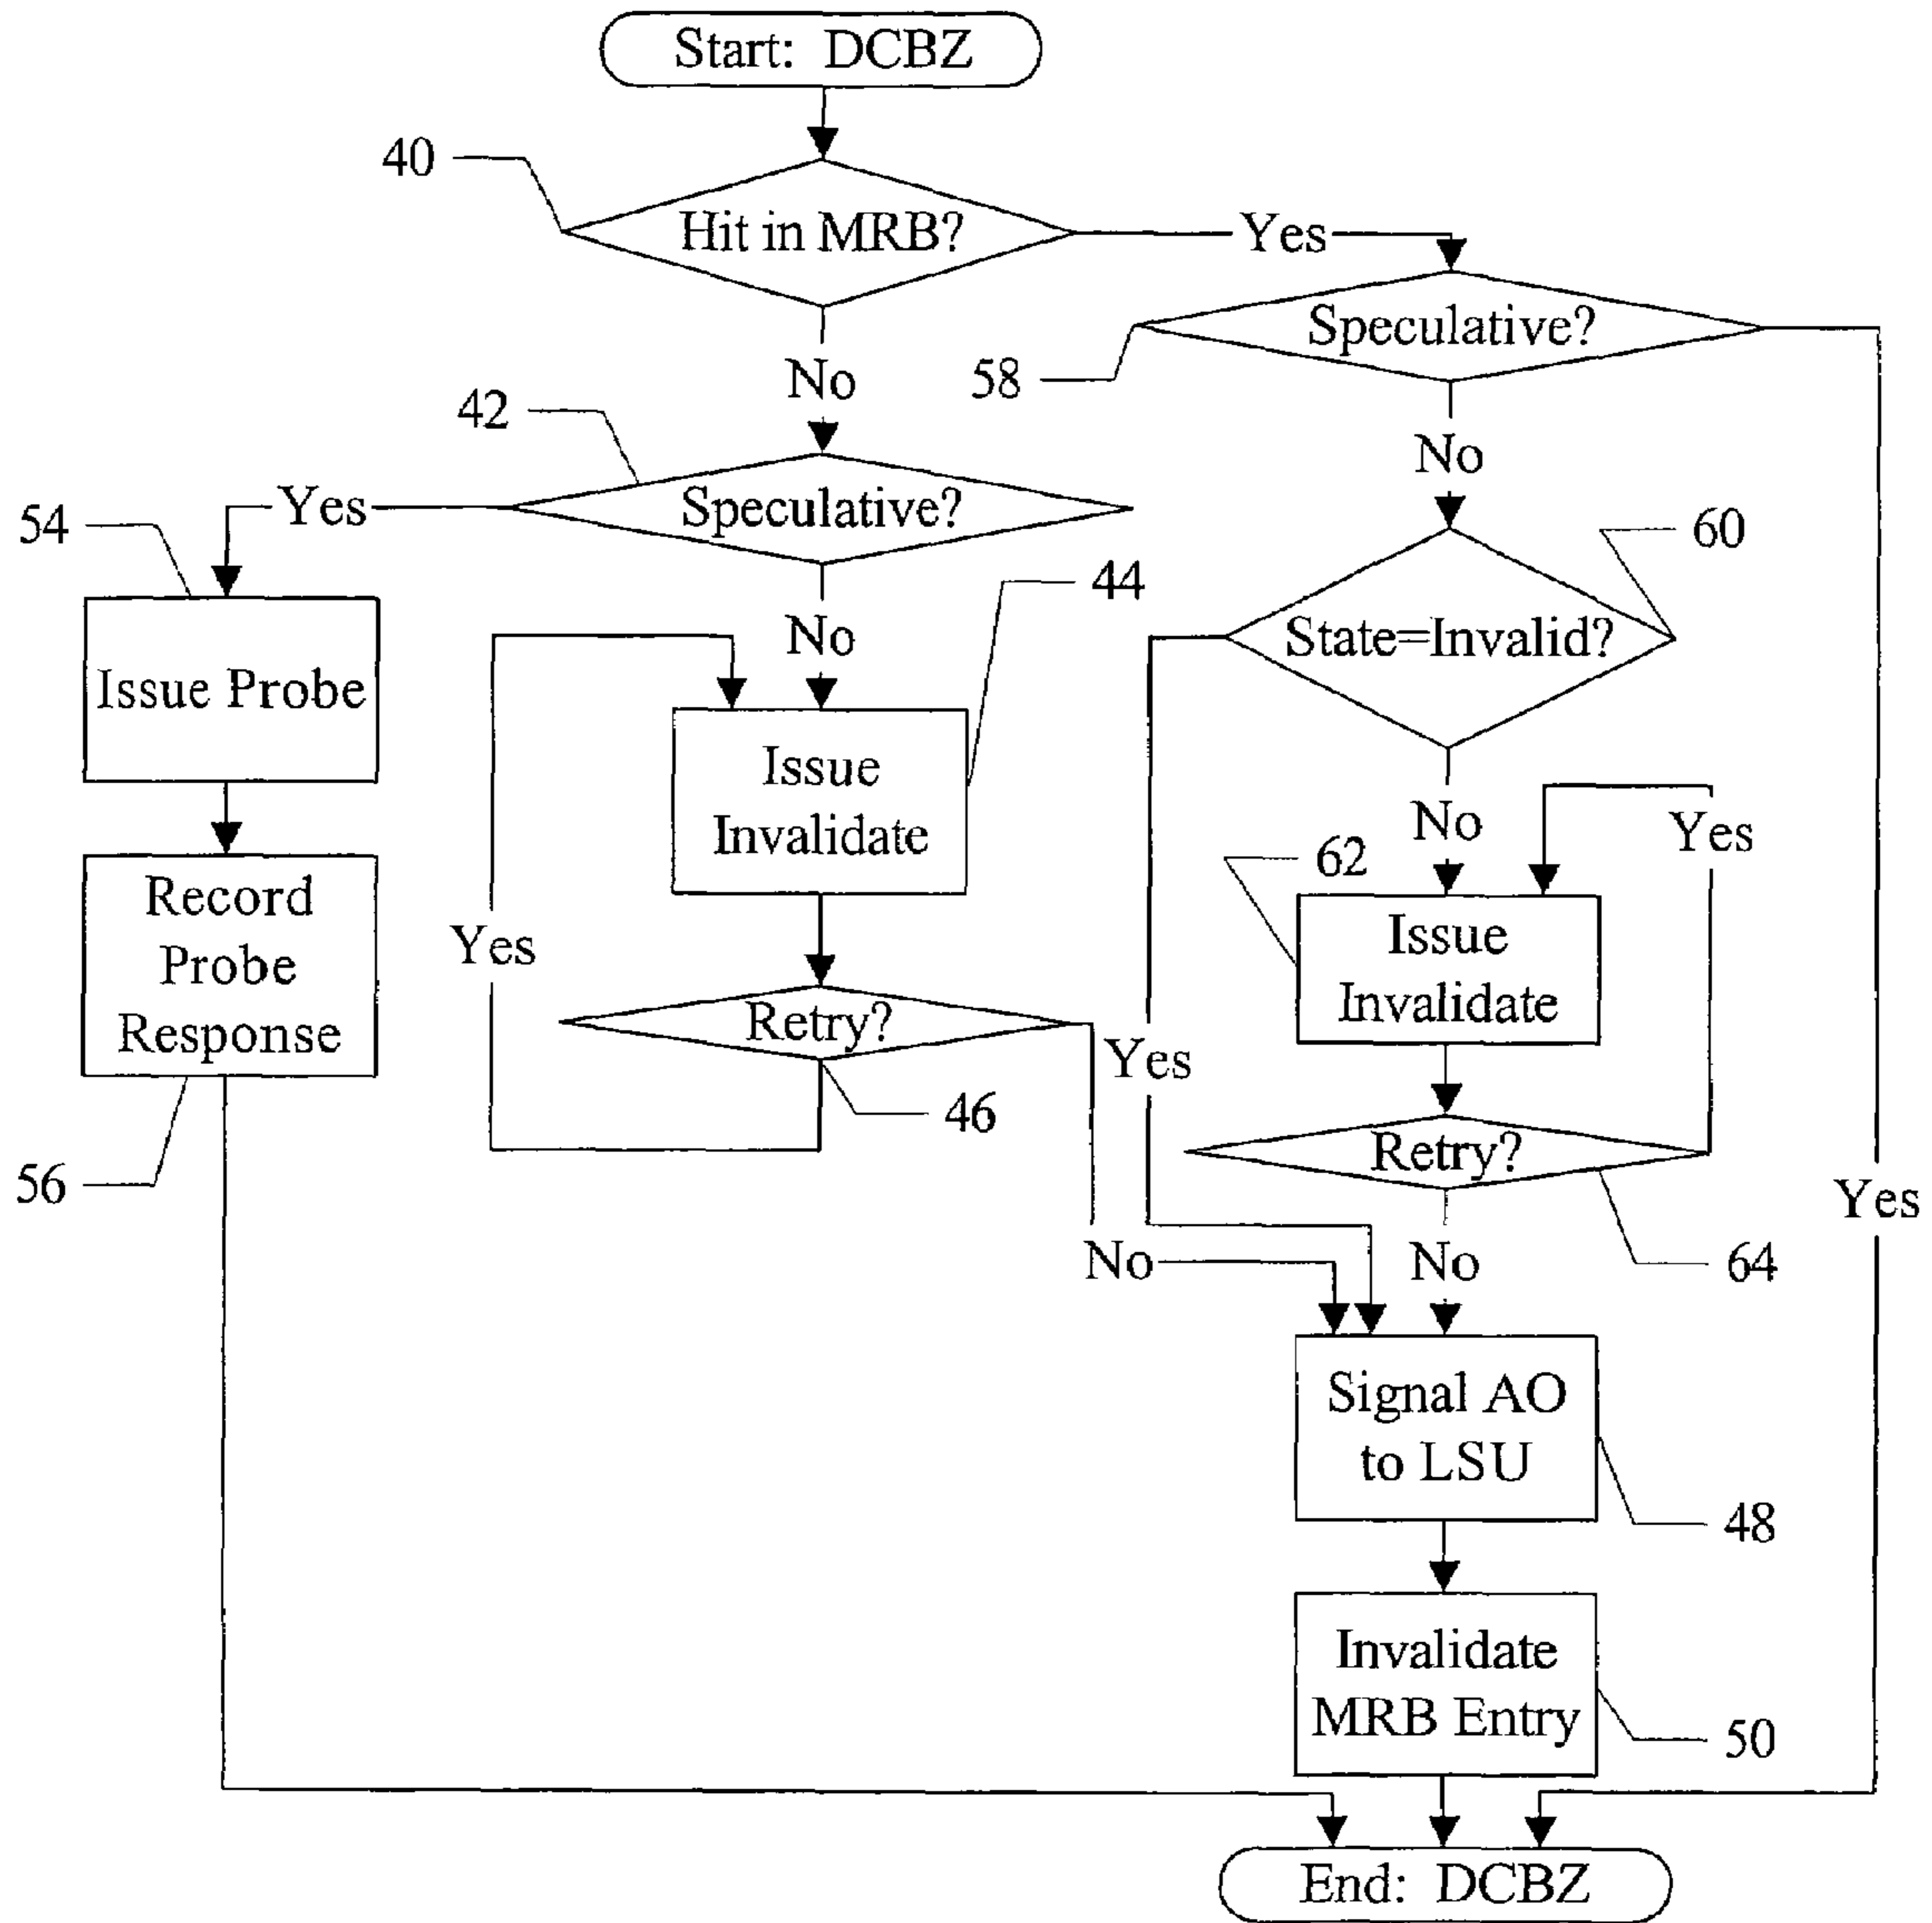 Start: DCBZ
40
Hit in MRB?
Yes
Speculative?
58
No
42
No
Speculative?
Yes
54
60
44
No
State=Invalid?
Issue Probe
Issue
Invalidate
No
Yes
62
Record
Probe
Response
Yes
Issue
Invalidate
Retry?
Yes
46
Retry?
56
Yes
No
No
64
Signal AO
to LSU
48
Invalidate
MRB Entry
50
End: DCBZ